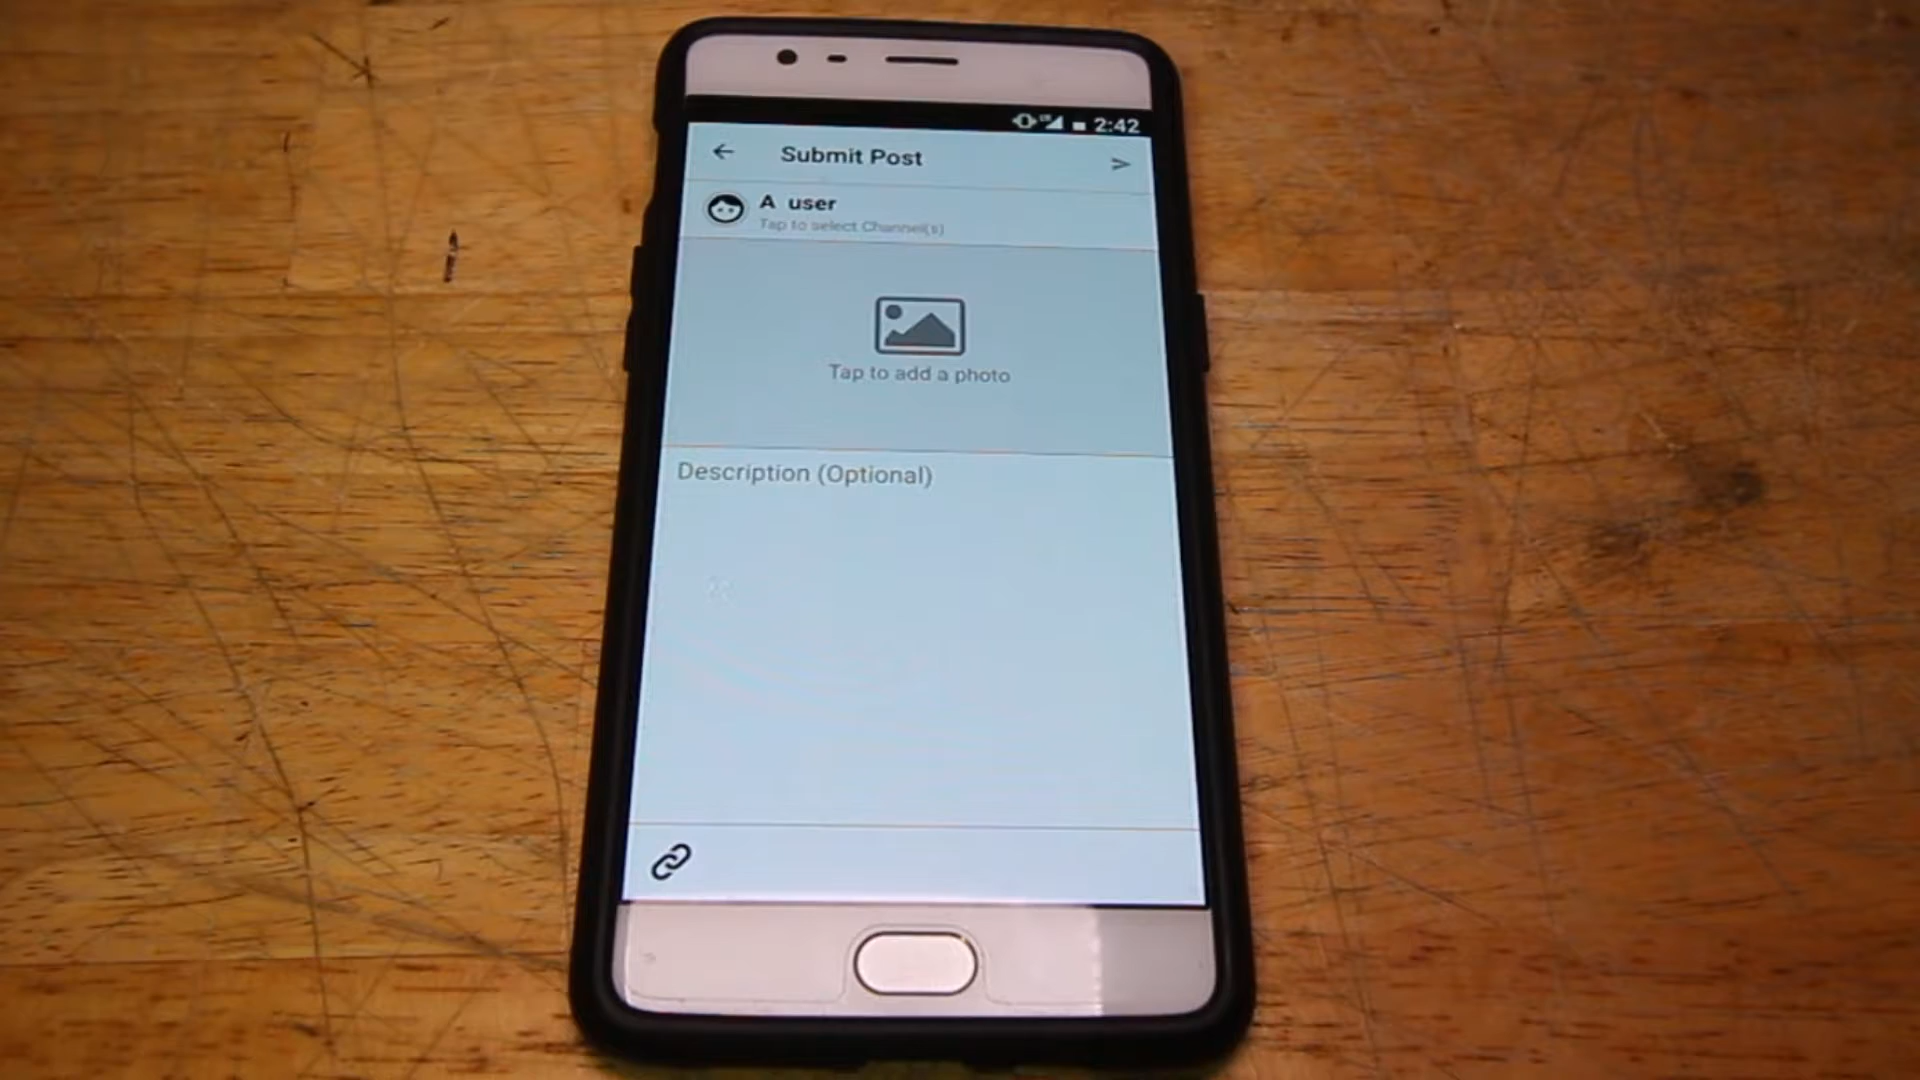 2:42
Submit Post
A user
Tap to select Channel(s)
Tap to add a photo
Description (Optional)